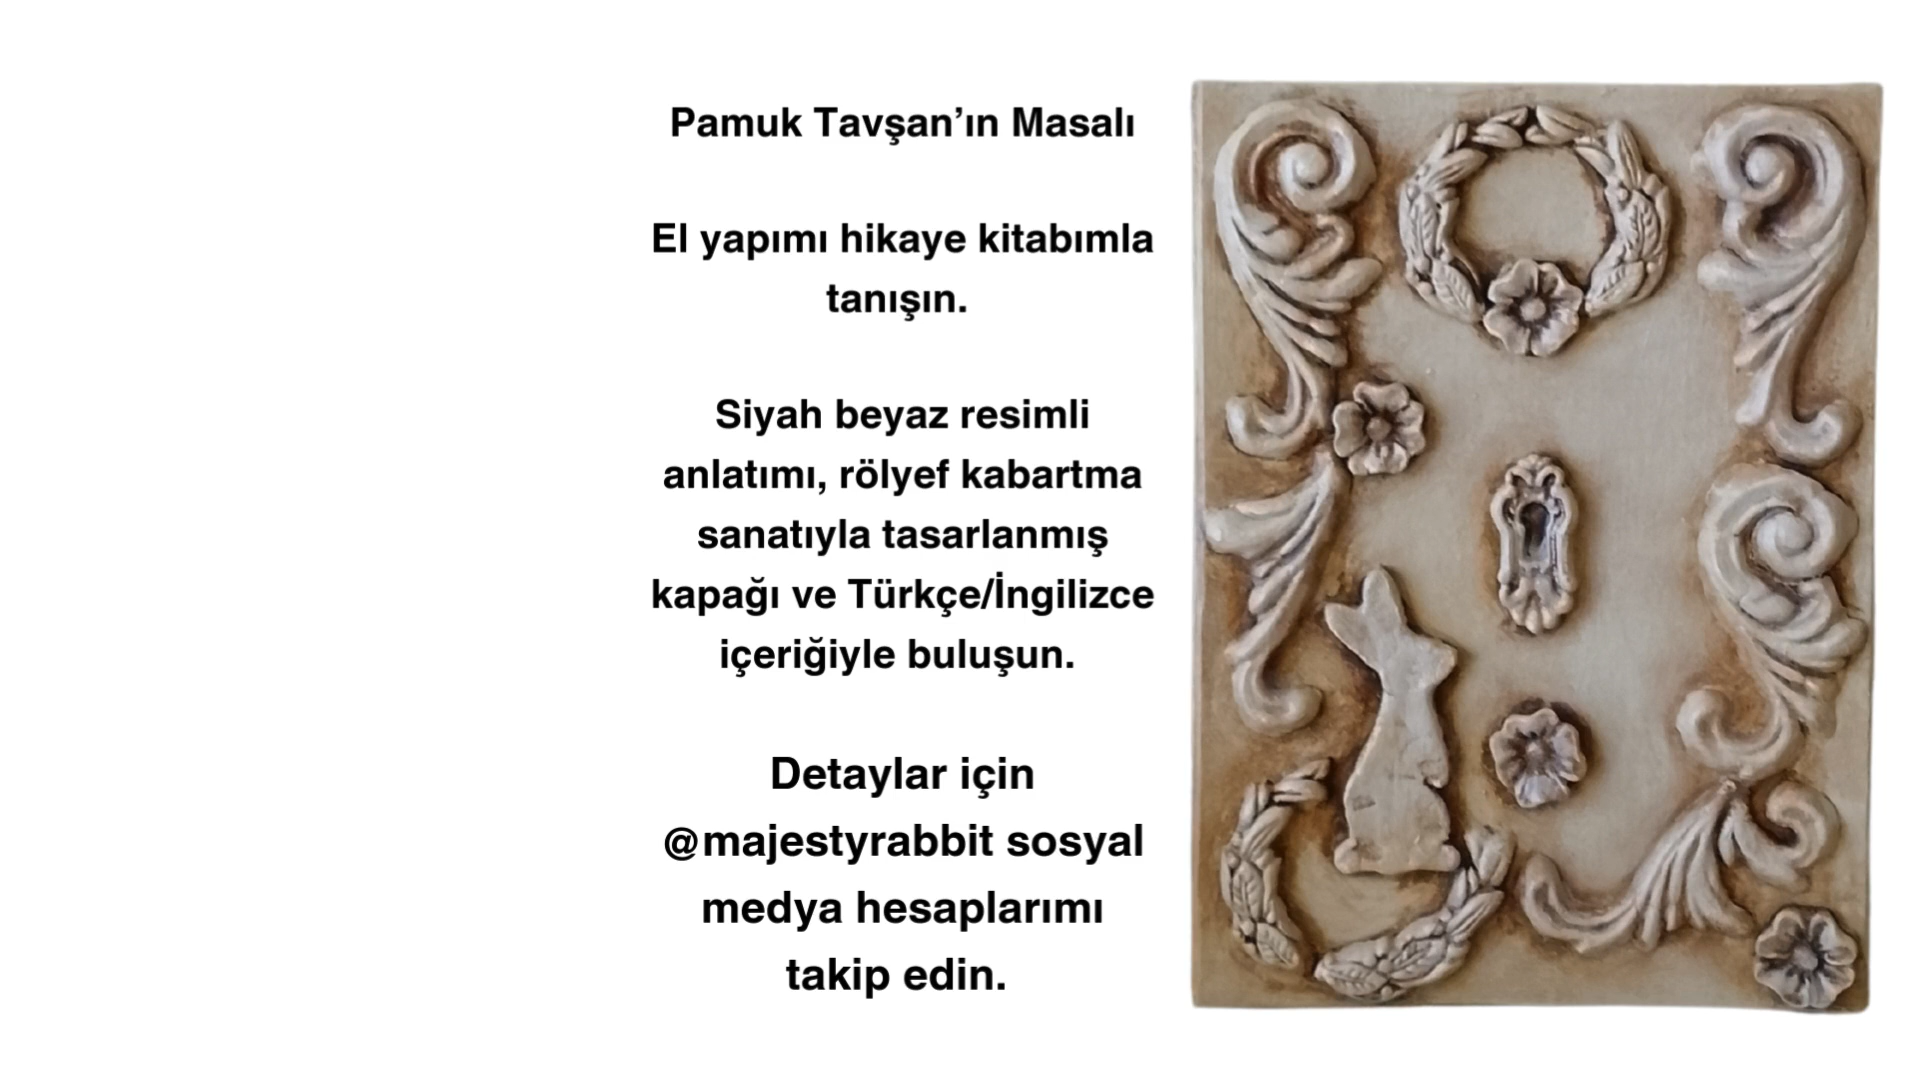 Pamuk Tavşan’ın Masalı
El yapımı hikaye kitabımla
tanışın.
Siyah beyaz resimli
anlatımı, rölyef kabartma
sanatıyla tasarlanmış
kapağı ve Türkçe/İngilizce
içeriğiyle buluşun.
Detaylar için
@majestyrabbit sosyal
medya hesaplarımı
takip edin.